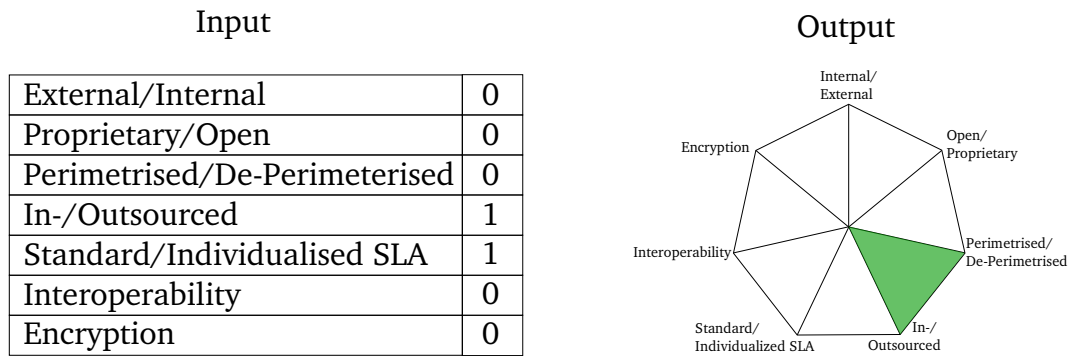 Input
External/Internal 0
Proprietary/Open 0
Perimetrised/De-Perimeterised 0
In-/Outsourced 1
Standard/Individualised SLA 1
Interoperability 0
Encryption 0
Output
Internal/
External
Open/
Proprietary
Encryption
Perimetrised/
De-Perimetrised
Interoperability
In-/
Outsourced
Standard/
Individualized SLA